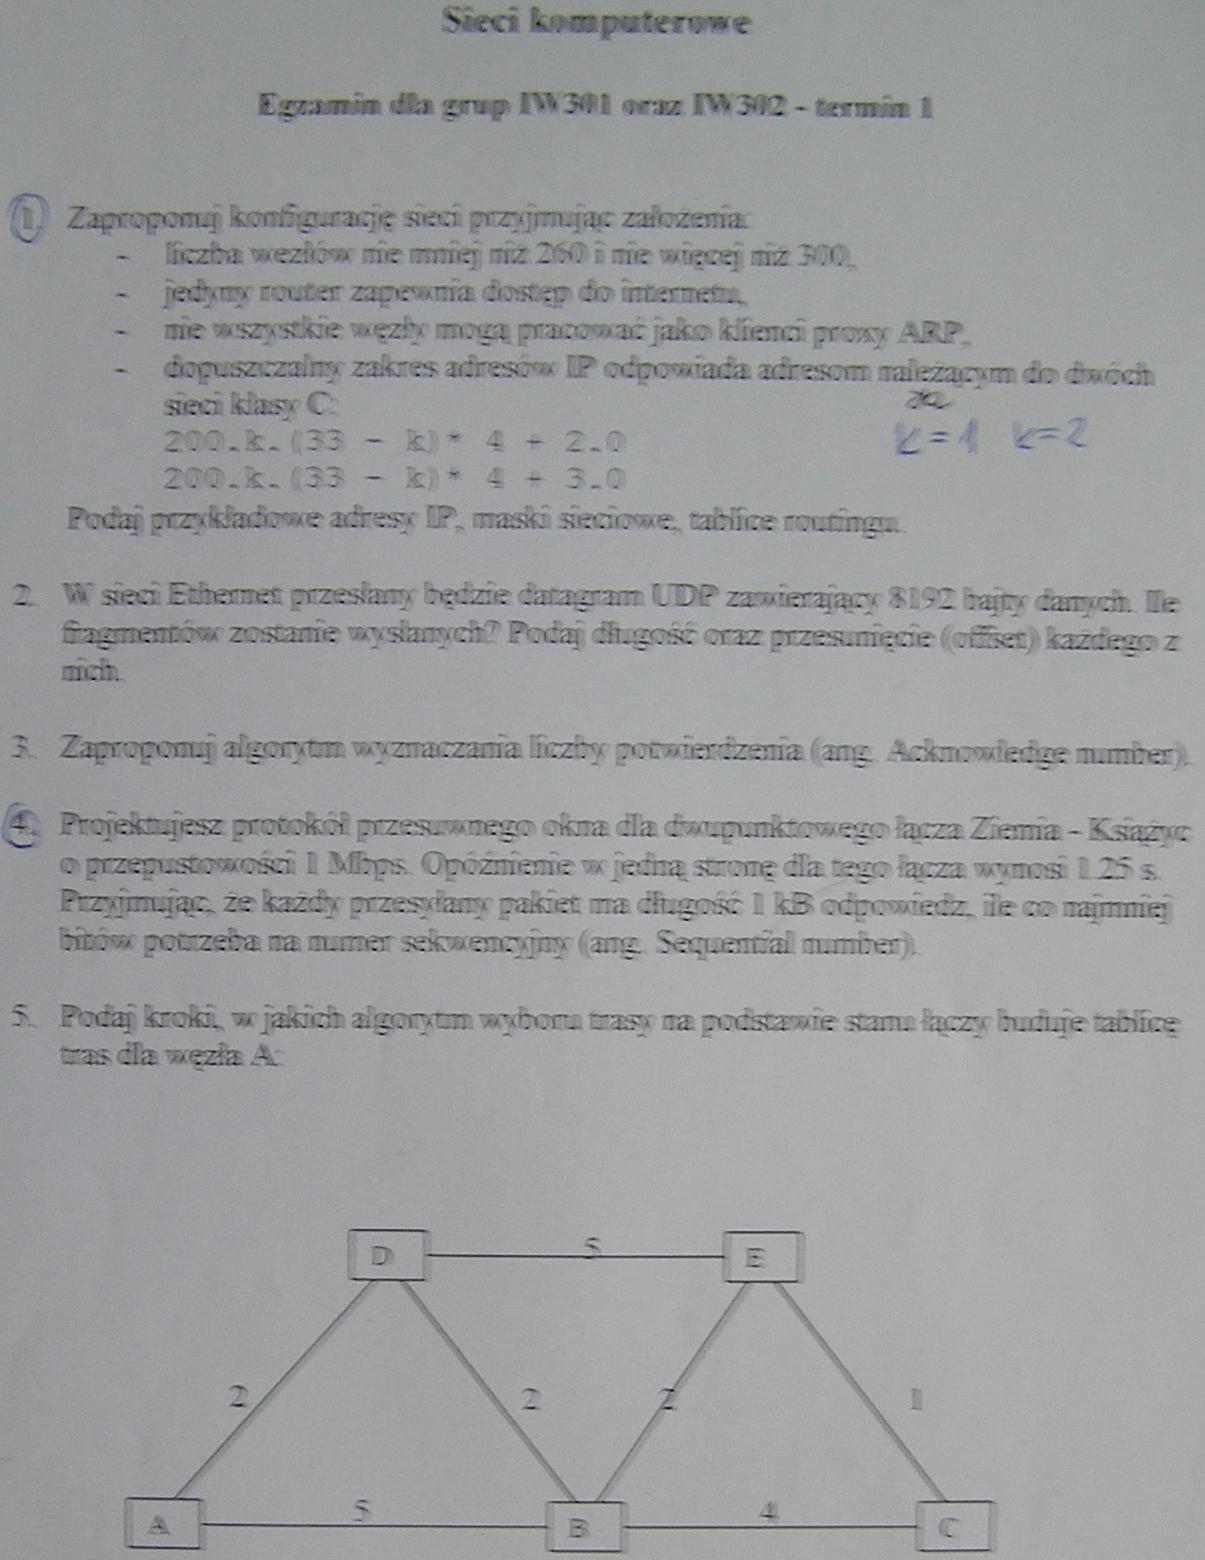 Sieci komputerowe
Egzamin dla grup IW301 oraz IW302 - termin 1
1. Zaproponuj konfigurację sieci przyjmując założenia:
- liczba węzłów nie mniej niż 260 i nie więcej niż 300,
- jedyny router zapewnia dostęp do internetu,
- nie wszystkie węzły mogą pracować jako klienci proxy ARP,
- dopuszczalny zakres adresów IP odpowiada adresom należącym do dwóch
sieci klasy C:
200.k.(33 - k)* 4 + 2.0
k=1 k=2
200.k.(33 - k)* 4 + 3.0
Podaj przykładowe adresy IP, maski sieciowe, tablice routingu.
2. W sieci Ethernet przesłany będzie datagram UDP zawierający 8192 bajty danych. Ile
fragmentów zostanie wysłanych? Podaj długość oraz przesunięcie (offset) każdego z
nich.
3. Zaproponuj algorytm wyznaczania liczby potwierdzenia (ang. Acknowledge number).
4. Projektujesz protokół przesuwnego okna dla dwupunktowego łącza Ziemia - Księżyc
o przepustowości 1 Mbps. Opóźnienie w jedną stronę dla tego łącza wynosi 1.25 s.
Przyjmując, że każdy przesyłany pakiet ma długość 1 kB odpowiedz, ile co najmniej
bitów potrzeba na numer sekwencyjny (ang. Sequential number).
5. Podaj kroki, w jakich algorytm wyboru trasy na podstawie stanu łączy buduje tablicę
tras dla węzła A:
D 5 E
2 2 2 1
A 5 B 4 C